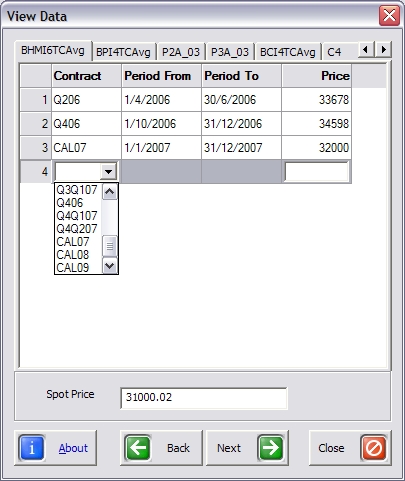 View Data
BHMI6TCAvg BPI4TCAvg P2A_03 P3A_03 BCI4TCAvg C4
Contract Period From Period To Price
1 Q206 1/4/2006 30/6/2006 33678
2 Q406 1/10/2006 31/12/2006 34598
3 CAL07 1/1/2007 31/12/2007 32000
4
Q3Q107
Q406
Q4Q107
Q4Q207
CAL07
CAL08
CAL09
Spot Price 31000.02
i About Back Next Close